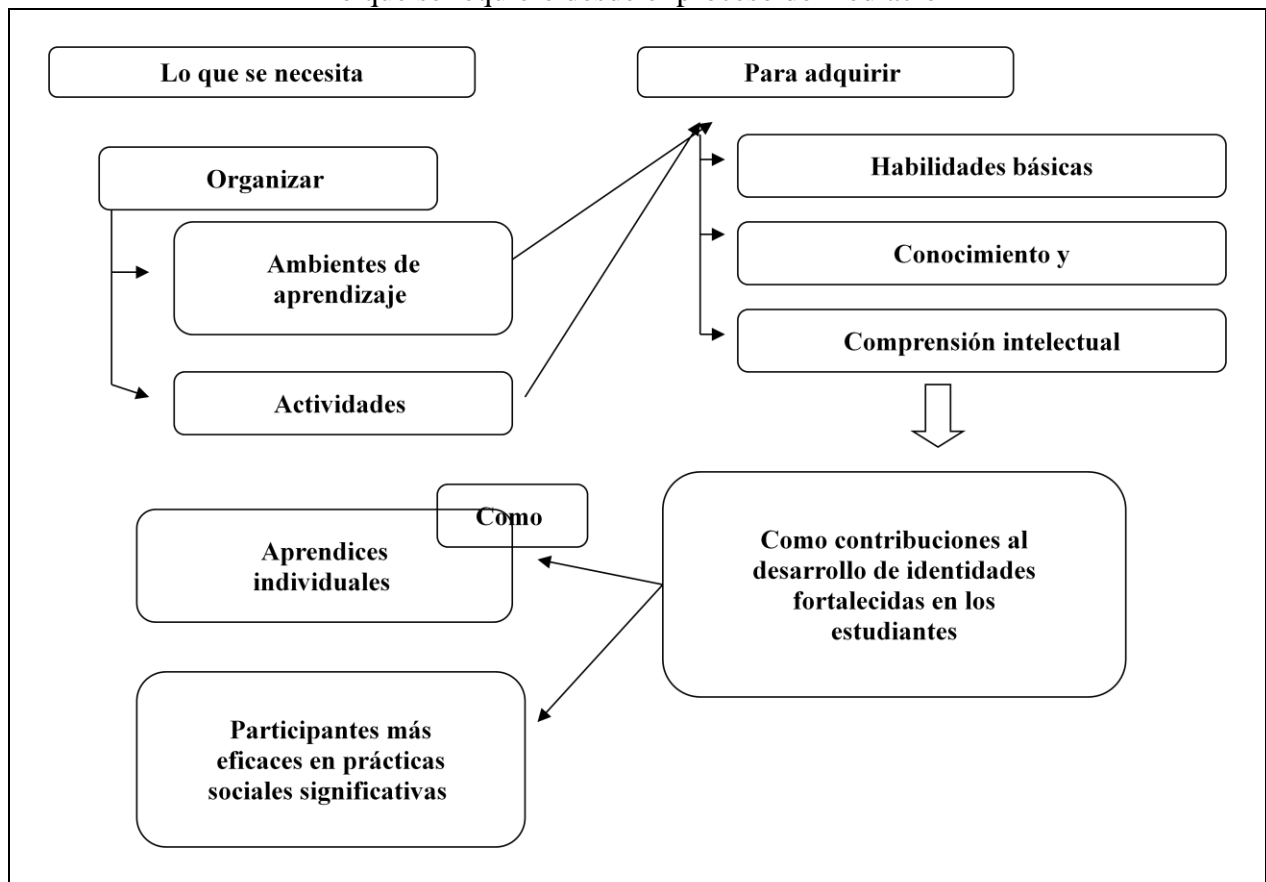 Lo que se necesita
Para adquirir
Organizar
Ambientes de
aprendizaje
Actividades
Habilidades básicas
Conocimiento y
Comprensión intelectual
Como contribuciones al
desarrollo de identidades
fortalecidas en los
estudiantes
Como
Aprendices
individuales
Participantes más
eficaces en prácticas
sociales significativas